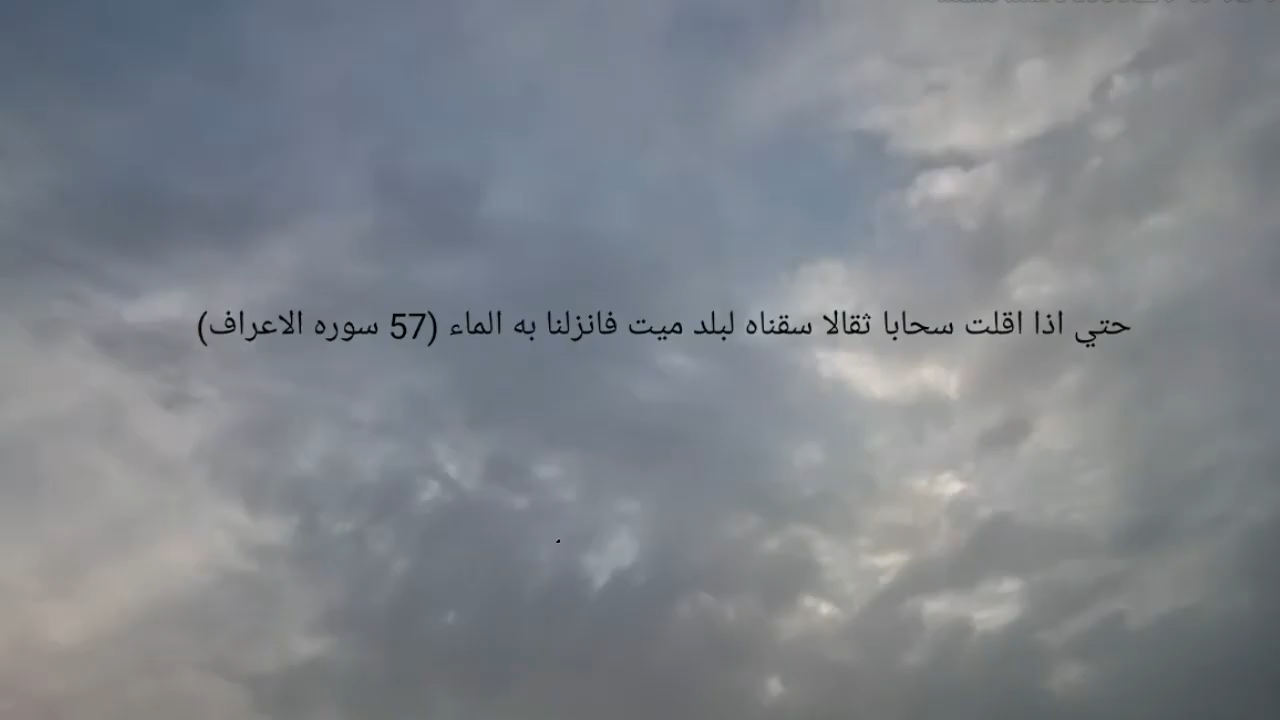 حتي اذا اقلت سحابا ثقالا سقناه لبلد ميت فانزلنا به الماء (57 سوره الاعراف)